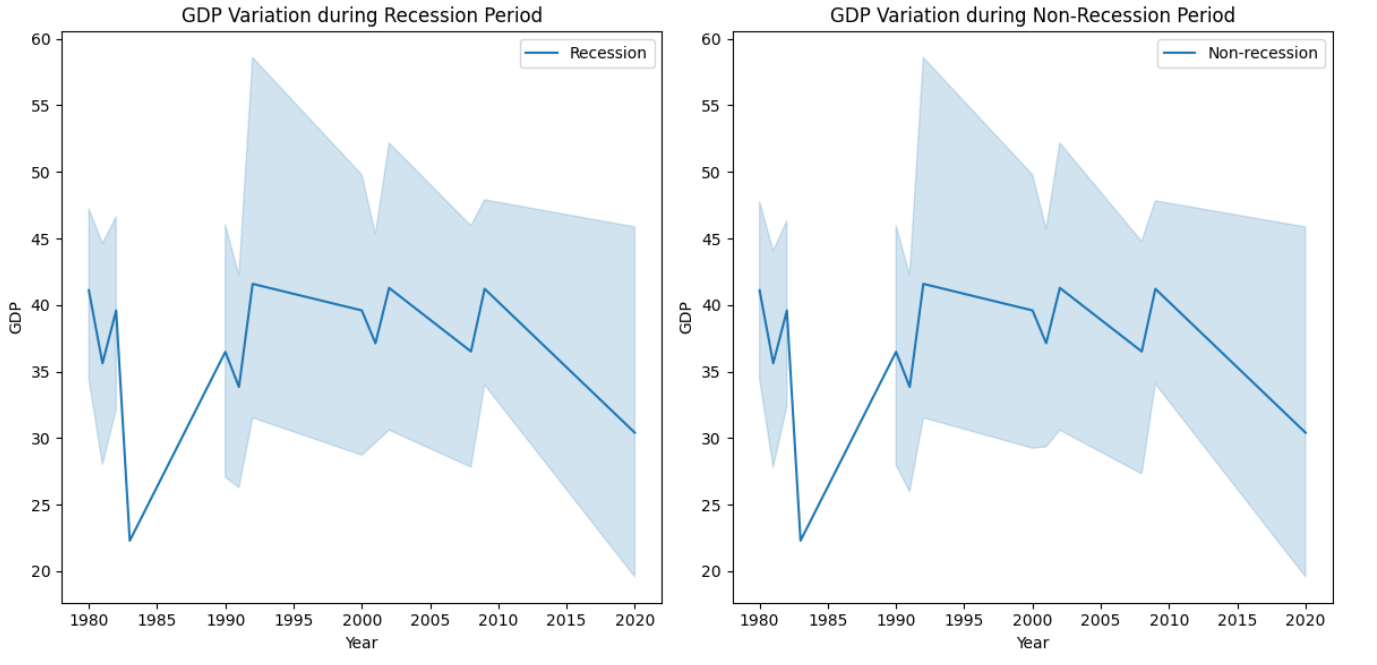 GDP Variation during Recession Period
60
55
50
45
40
35
30
25
20
GDP
Recession
1980 1985 1990 1995 2000 2005 2010 2015 2020
Year
GDP Variation during Non-Recession Period
60
55
50
45
40
35
30
25
20
GDP
Non-recession
1980 1985 1990 1995 2000 2005 2010 2015 2020
Year